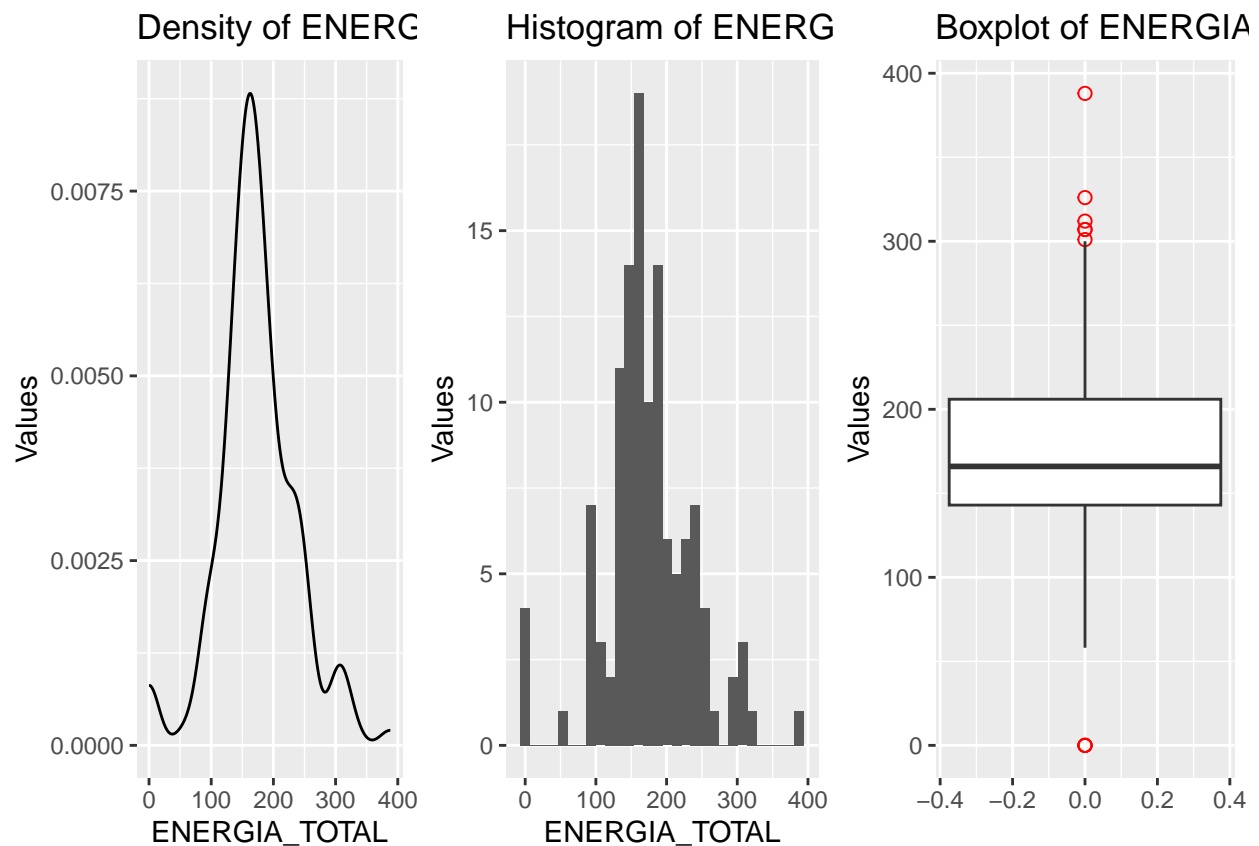 Density of ENERG
Values
0.0075
0.0050
0.0025
0.0000
0 100 200 300 400
ENERGIA_TOTAL
Histogram of ENERG
Values
15
10
5
0
0 100 200 300 400
ENERGIA_TOTAL
Boxplot of ENERGIA
Values
400
300
200
100
0
−0.4 −0.2 0.0 0.2 0.4